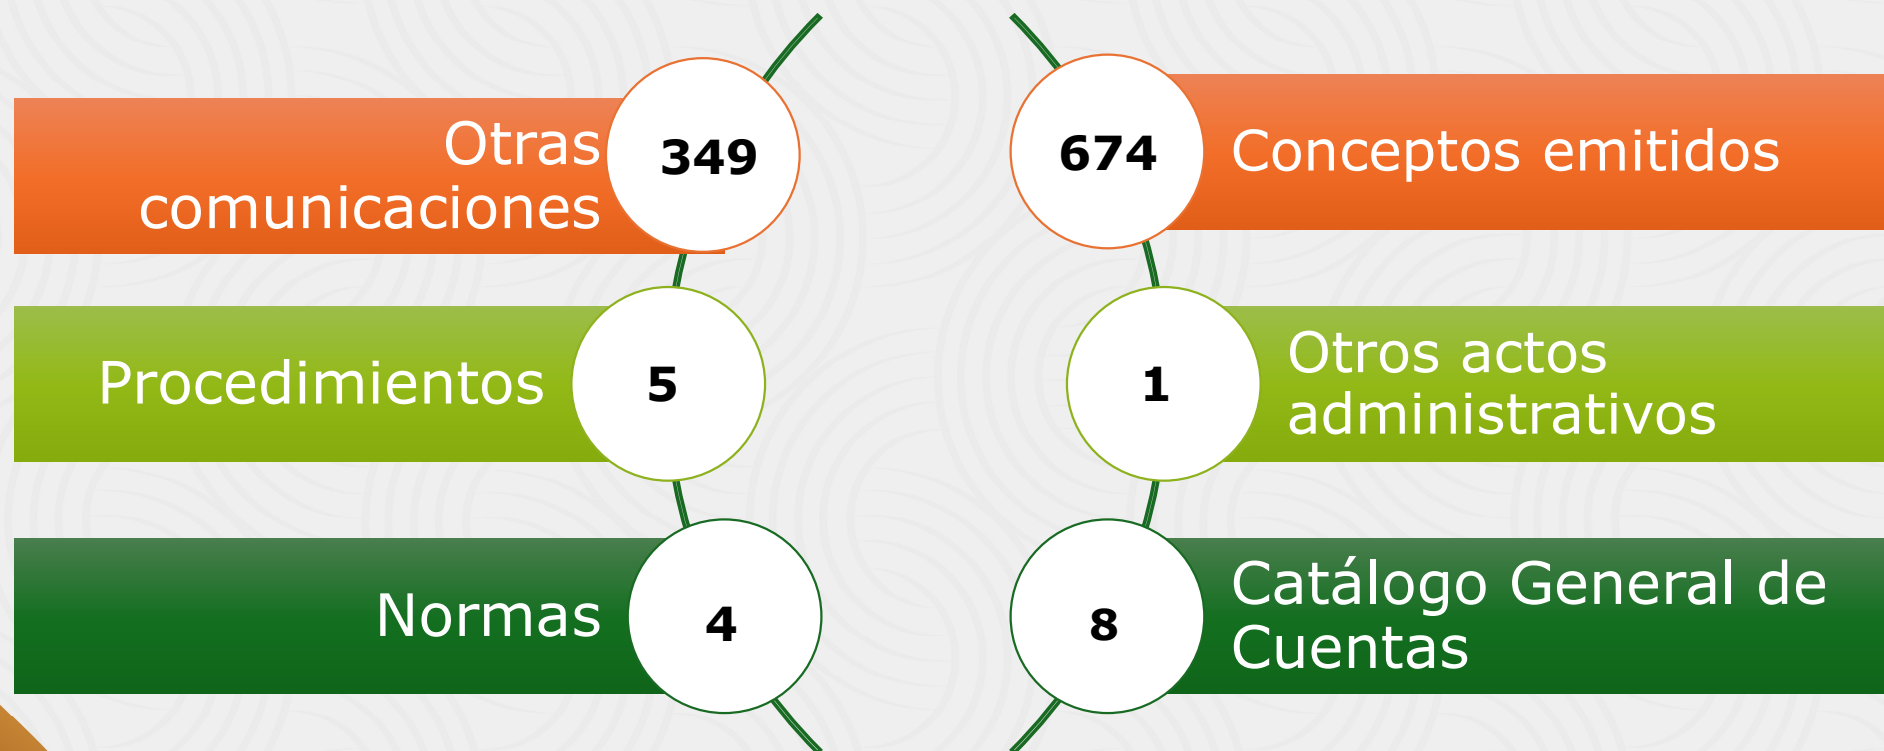 Otras
comunicaciones
349
Procedimientos
5
Normas
4
674
Conceptos emitidos
1
Otros actos
administrativos
8
Catálogo General de
Cuentas